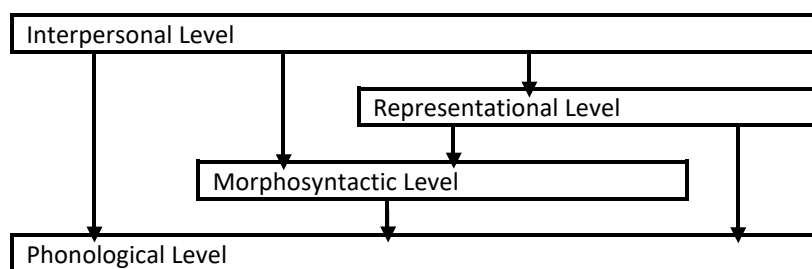 Interpersonal Level
Representational Level
Morphosyntactic Level
Phonological Level